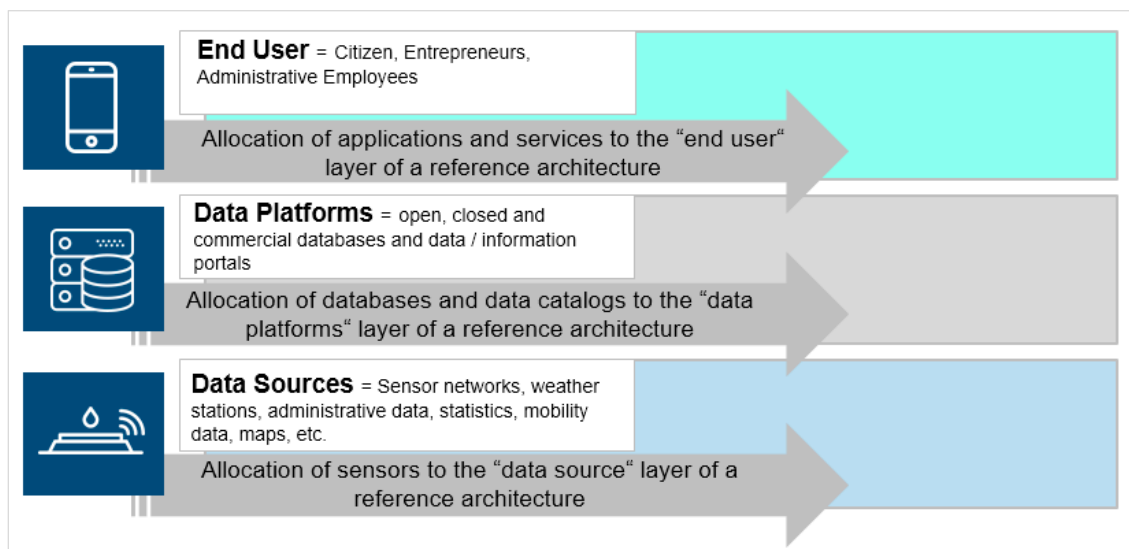 End User = Citizen, Entrepreneurs,
Administrative Employees
Allocation of applications and services to the “end user“
layer of a reference architecture
Data Platforms = open, closed and
commercial databases and data / information
portals
Allocation of databases and data catalogs to the “data
platforms“ layer of a reference architecture
Data Sources = Sensor networks, weather
stations, administrative data, statistics, mobility
data, maps, etc.
Allocation of sensors to the “data source“ layer of a
reference architecture